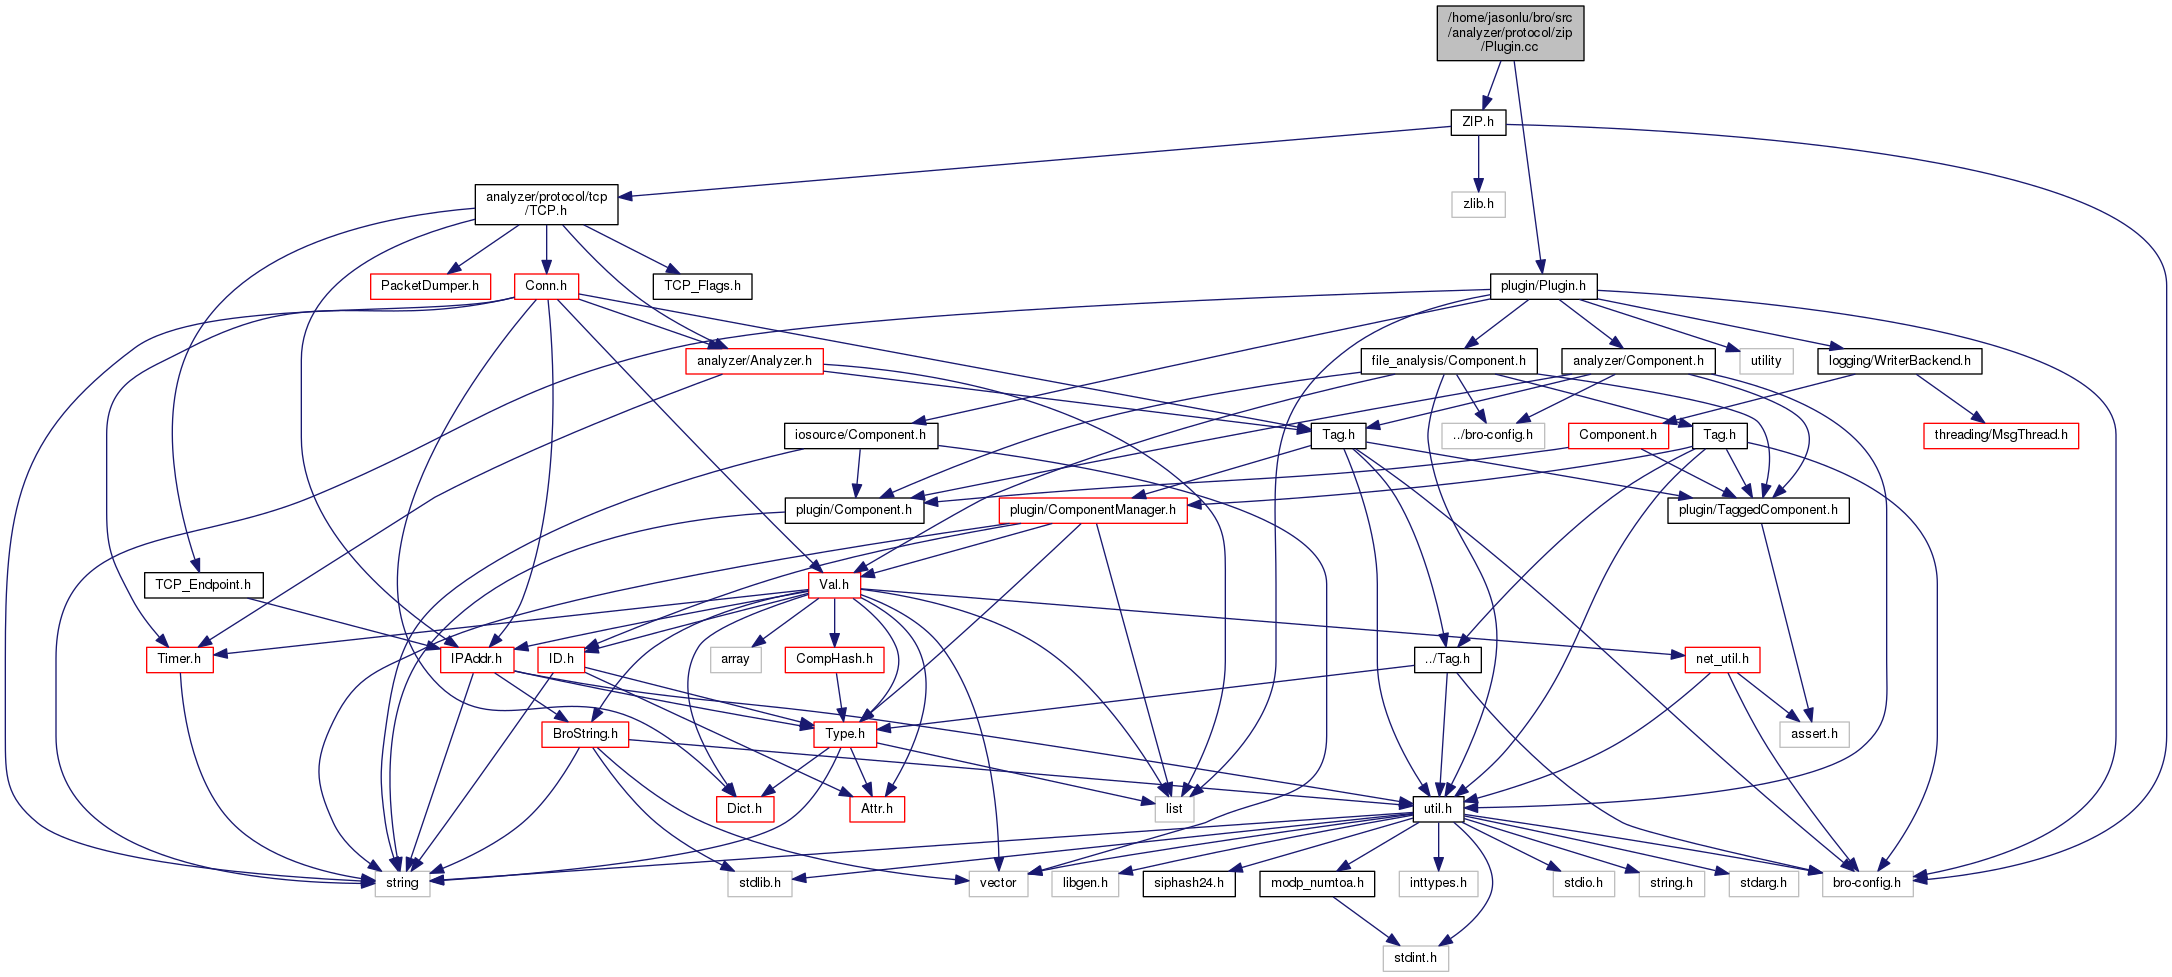 /home/jasonlu/bro/src
/analyzer/protocol/zip
/Plugin.cc
ZIP.h
analyzer/protocol/tcp
/TCP.h
zlib.h
PacketDumper.h
Conn.h
TCP_Flags.h
plugin/Plugin.h
analyzer/Analyzer.h
file_analysis/Component.h
analyzer/Component.h
utility
logging/WriterBackend.h
iosource/Component.h
Tag.h
../bro-config.h
Component.h
Tag.h
threading/MsgThread.h
plugin/Component.h
plugin/ComponentManager.h
plugin/TaggedComponent.h
TCP_Endpoint.h
Val.h
Timer.h
IPAddr.h
ID.h
array
CompHash.h
../Tag.h
net_util.h
BroString.h
Type.h
assert.h
Dict.h
Attr.h
list
util.h
string
stdlib.h
vector
libgen.h
siphash24.h
modp_numtoa.h
inttypes.h
stdio.h
string.h
stdarg.h
bro-config.h
stdint.h